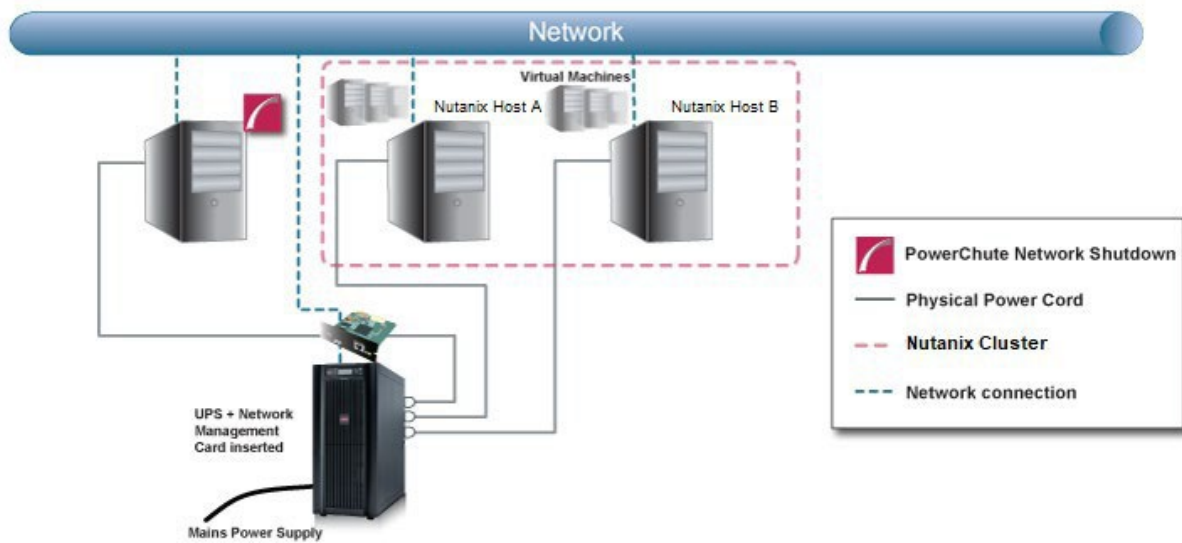 Network
Virtual Machines
Nutanix Host A
Nutanix Host B
PowerChute Network Shutdown
Physical Power Cord
Nutanix Cluster
Network connection
UPS + Network
Management
Card inserted
Mains Power Supply